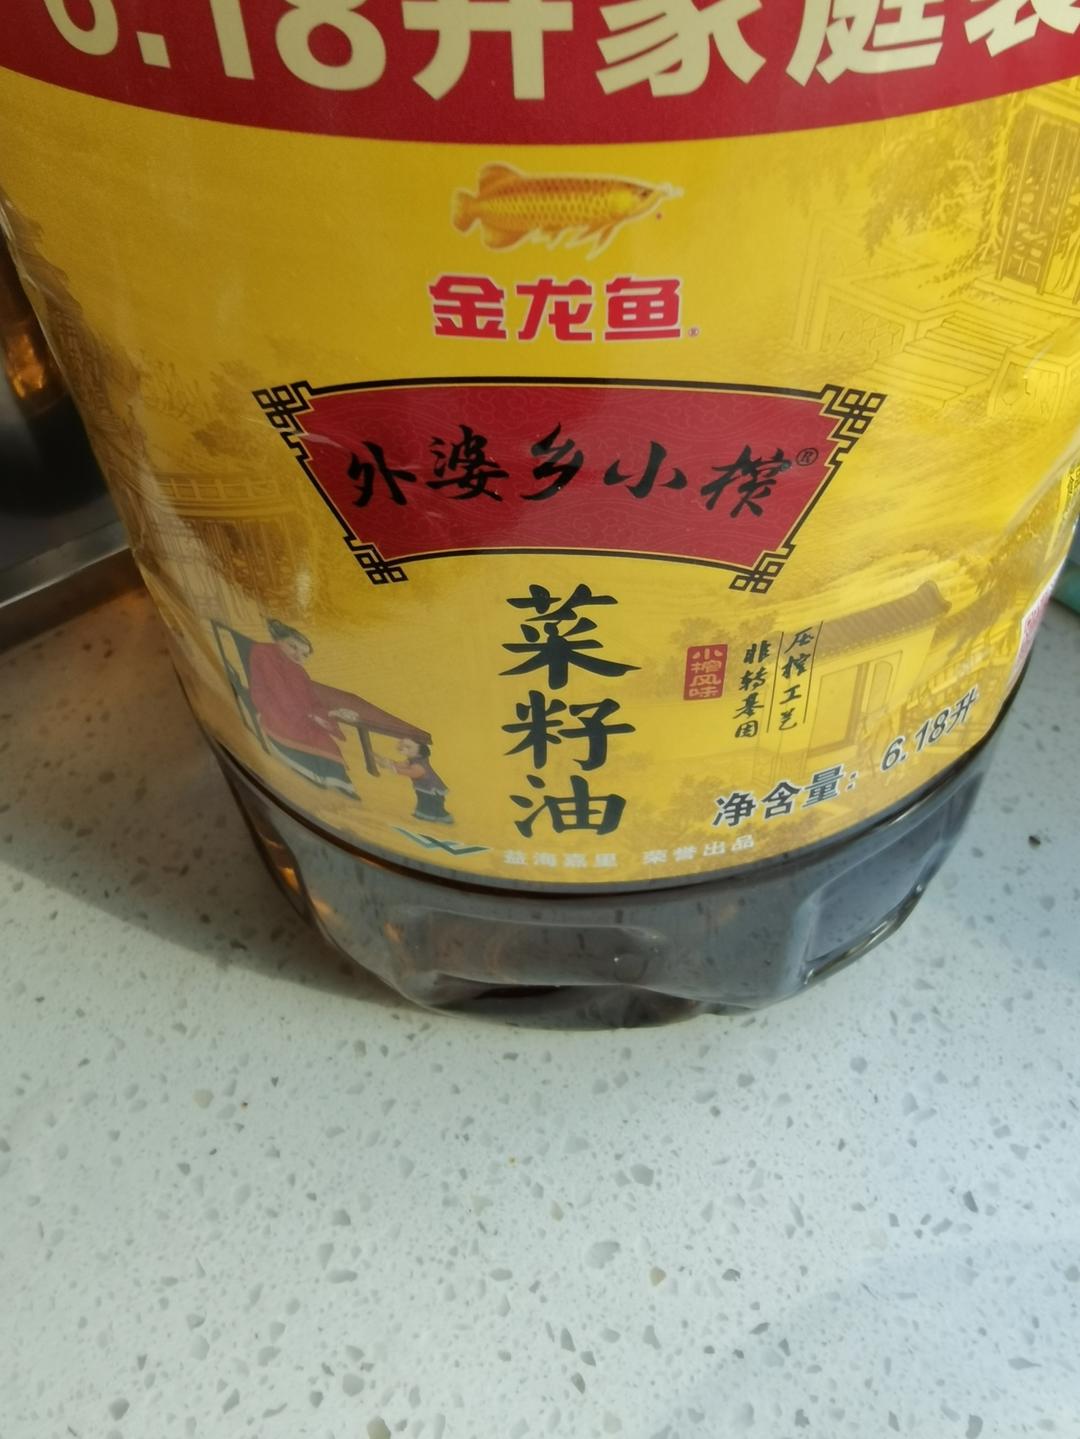 6.18升家庭装
金龙鱼®
外婆乡小榨®
菜籽油
小榨风味
非转基因
压榨工艺
净含量：6.18升
益海嘉里 荣誉出品